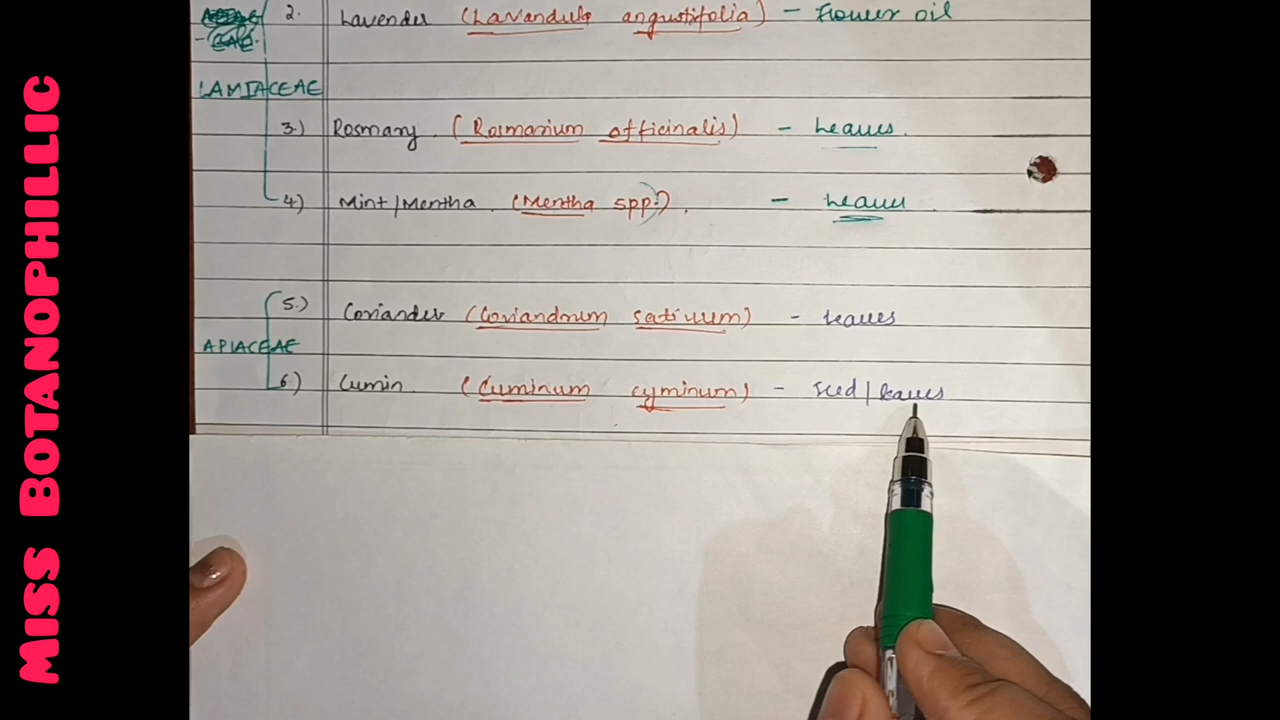 MISS BOTANOPHILLIC
2. Lavender (Lavandula angustifolia) - Flower oil
LAMIACEAE
3.) Rosmary. (Rosmarium officinalis) - Leaves.
4.) Mint/Mentha. (Mentha spp.). - Leaves.
5.) Coriander (Coriandrum sativum) - Leaves
APIACEAE
6) Cumin. (Cuminum cyminum) - Seed/Leaves